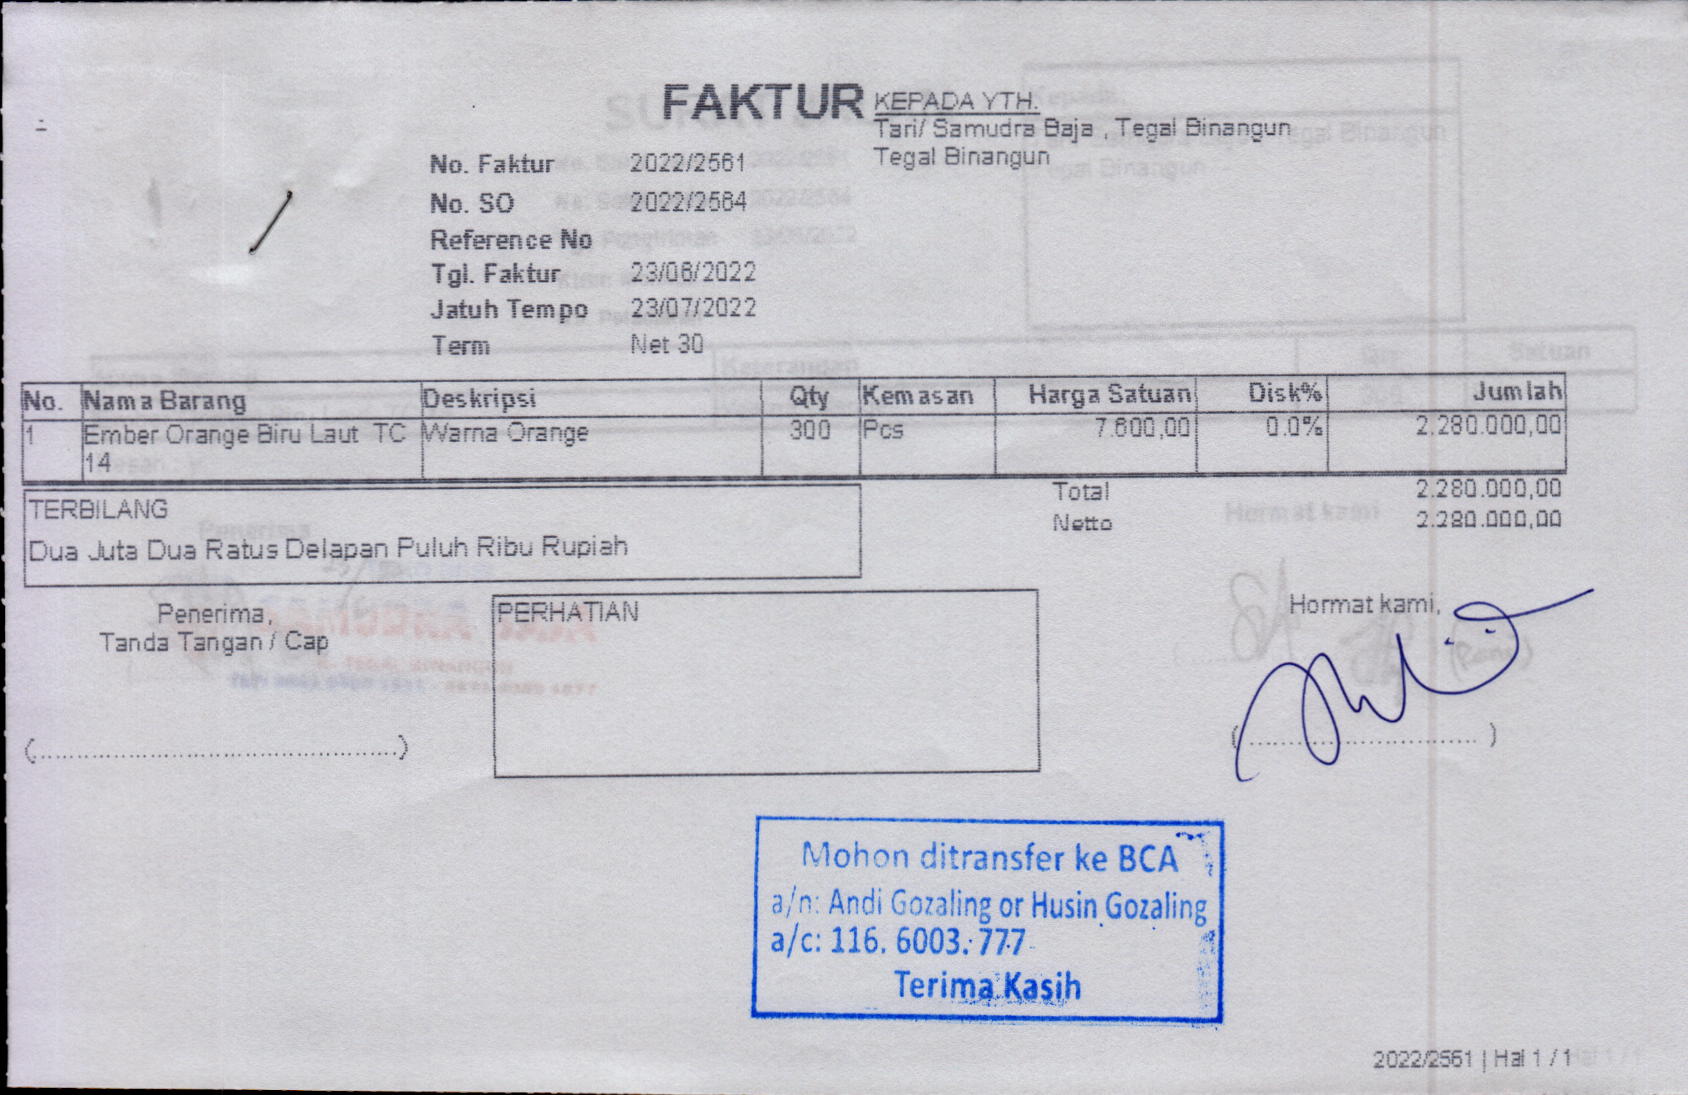 FAKTUR
KEPADA YTH.
Tari/ Samudra Baja , Tegal Binangun
Tegal Binangun
No. Faktur 2022/2561
No. SO 2022/2564
Reference No
Tgl. Faktur 23/06/2022
Jatuh Tempo 23/07/2022
Term Net 30
No. Nama Barang Deskripsi Qty Kemasan Harga Satuan Disk% Jumlah
1 Ember Orange Biru Laut TC Warna Orange 300 Pcs 7.600,00 0.0% 2.280.000,00
14
Total 2.280.000,00
Netto 2.280.000,00
TERBILANG
Dua Juta Dua Ratus Delapan Puluh Ribu Rupiah
Penerima,
Tanda Tangan / Cap
PERHATIAN
Hormat kami,
Mohon ditransfer ke BCA
a/n: Andi Gozaling or Husin Gozaling
a/c: 116. 6003. 777
Terima Kasih
2022/2561 | Hal 1 / 1